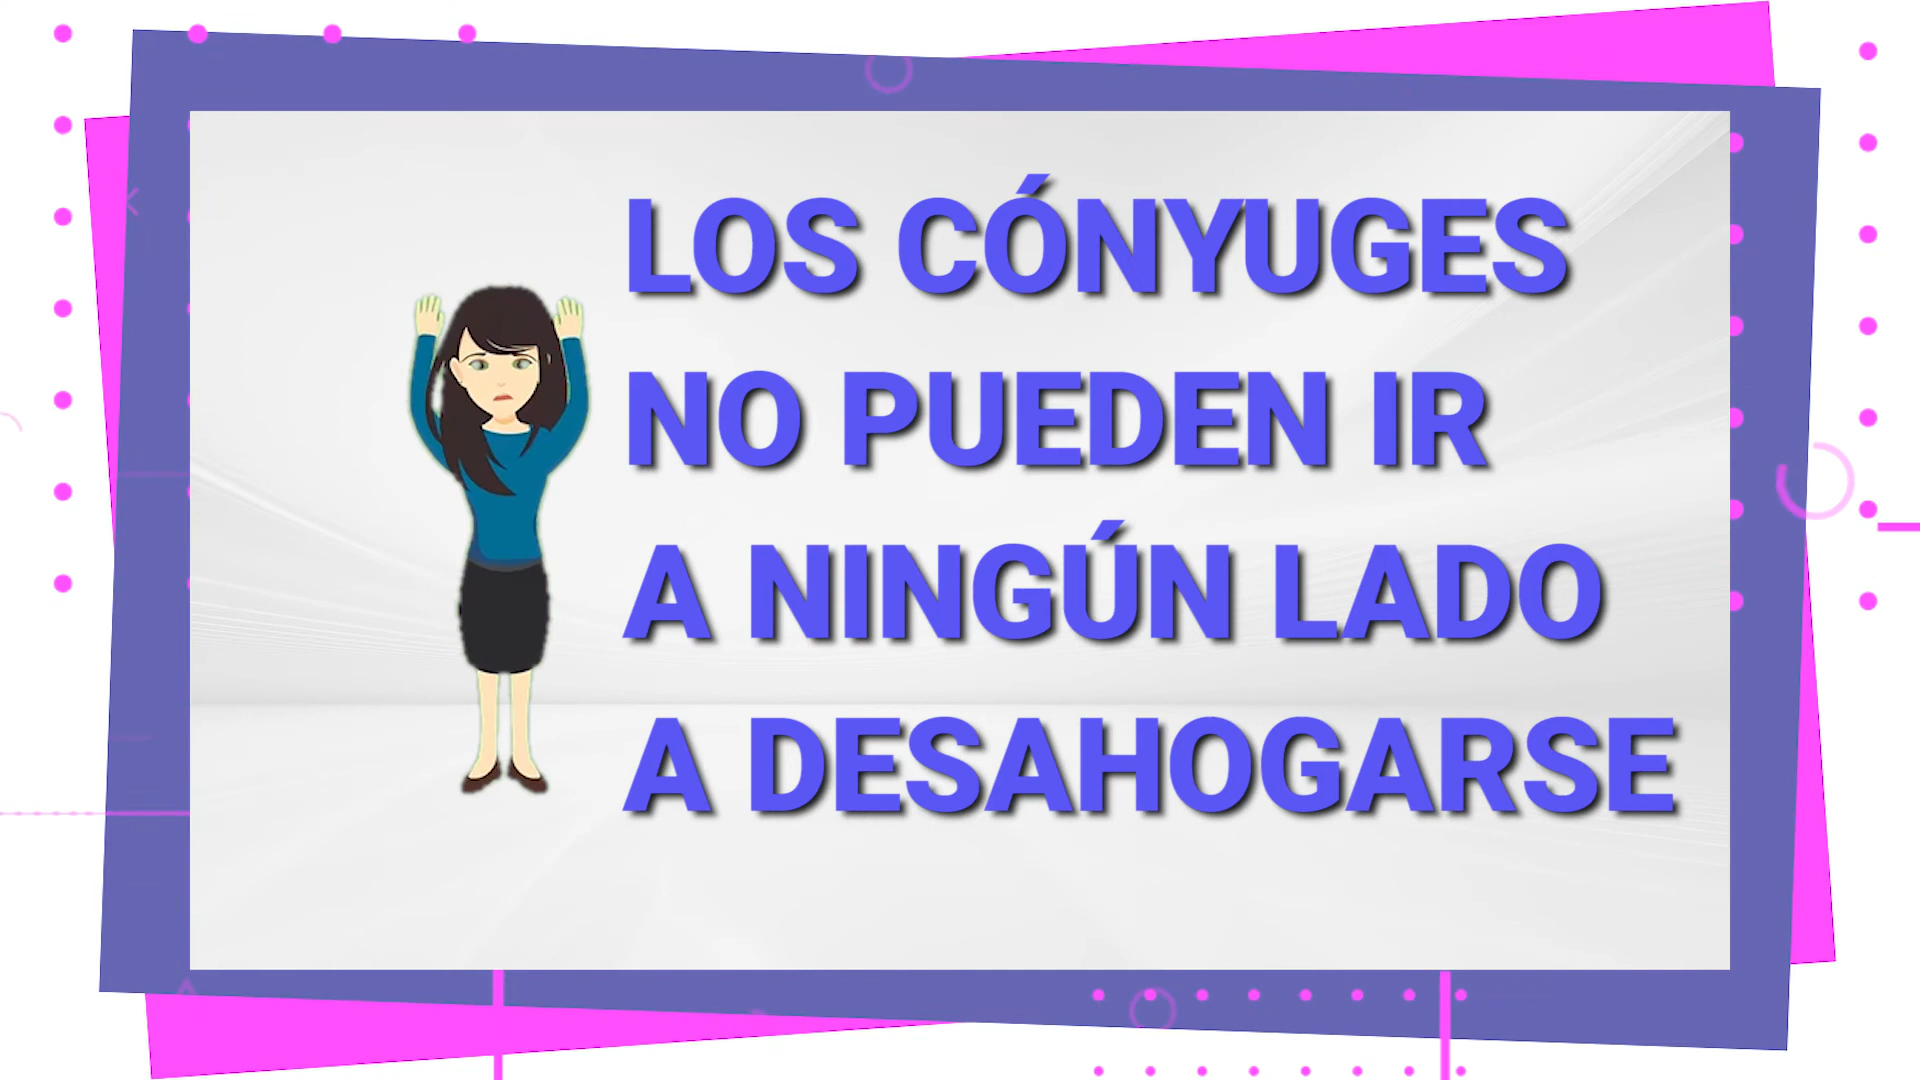 LOS CÓNYUGES
NO PUEDEN IR
A NINGÚN LADO
A DESAHOGARSE